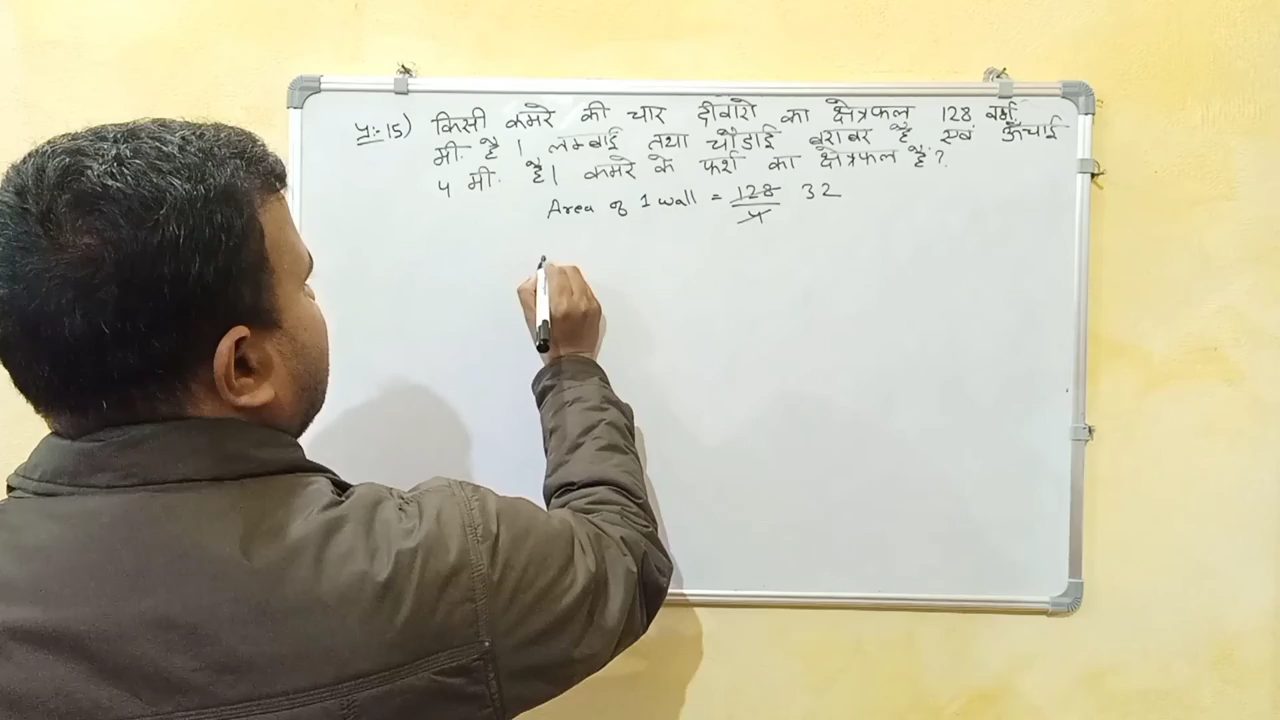 प्र:- 15) किसी कमरे की चार दीवारो का क्षेत्रफल 128 वर्ग.
मी. है । लम्बाई तथा चौडाई बराबर है एवं ऊँचाई
4 मी. है। कमरे के फर्श का क्षेत्रफल है?
Area of 1 wall = 128/4 32